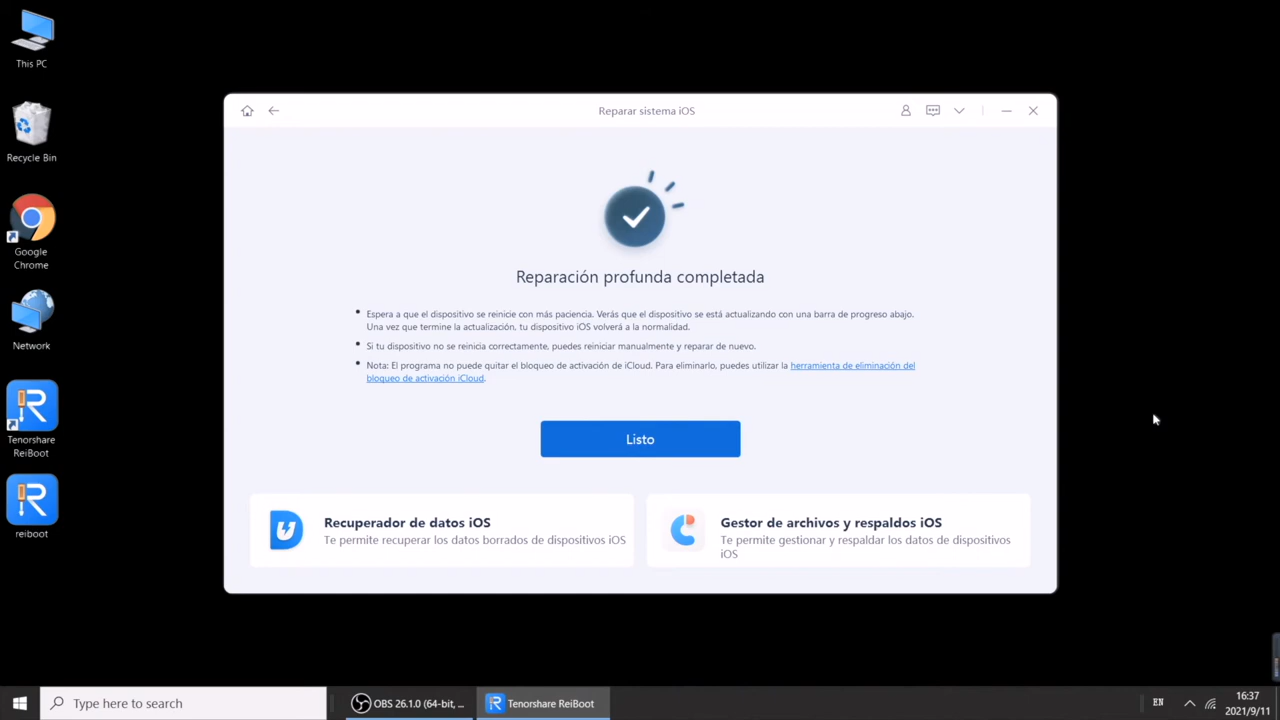 This PC
Recycle Bin
Google
Chrome
Network
Tenorshare
ReiBoot
reiboot
Reparar sistema iOS
Reparación profunda completada
Espera a que el dispositivo se reinicie con más paciencia. Verás que el dispositivo se está actualizando con una barra de progreso abajo.
Una vez que termine la actualización, tu dispositivo iOS volverá a la normalidad.
Si tu dispositivo no se reinicia correctamente, puedes reiniciar manualmente y reparar de nuevo.
Nota: El programa no puede quitar el bloqueo de activación de iCloud. Para eliminarlo, puedes utilizar la herramienta de eliminación del
bloqueo de activación iCloud.
Listo
Recuperador de datos iOS
Te permite recuperar los datos borrados de dispositivos iOS
Gestor de archivos y respaldos iOS
Te permite gestionar y respaldar los datos de dispositivos
iOS
Type here to search
OBS 26.1.0 (64-bit, ...
Tenorshare ReiBoot
EN
16:37
2021/9/11